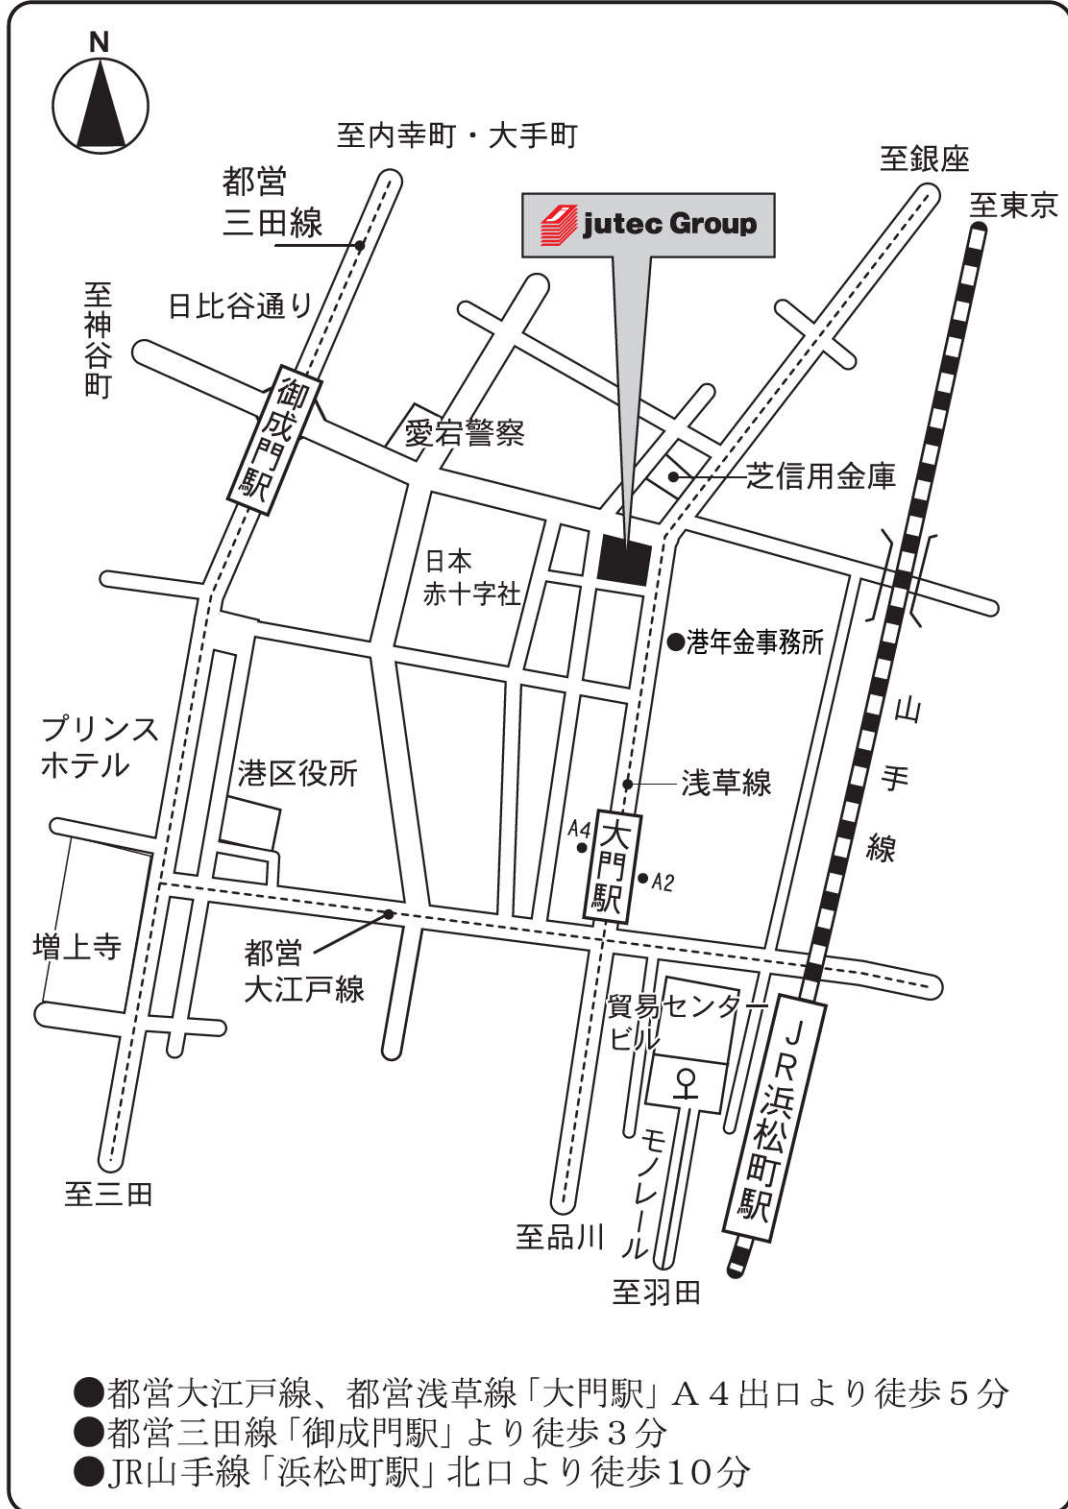 N
至内幸町・大手町
都営
三田線
至銀座
至東京
jutec Group
至神谷町
日比谷通り
御成門駅
愛宕警察
芝信用金庫
日本
赤十字社
港年金事務所
山手線
プリンス
ホテル
港区役所
浅草線
A4
大門駅
A2
増上寺
都営
大江戸線
貿易センター
ビル
JR浜松町駅
モノレール
至三田
至品川
至羽田
●都営大江戸線、都営浅草線「大門駅」A４出口より徒歩５分
●都営三田線「御成門駅」より徒歩３分
●JR山手線「浜松町駅」北口より徒歩10分